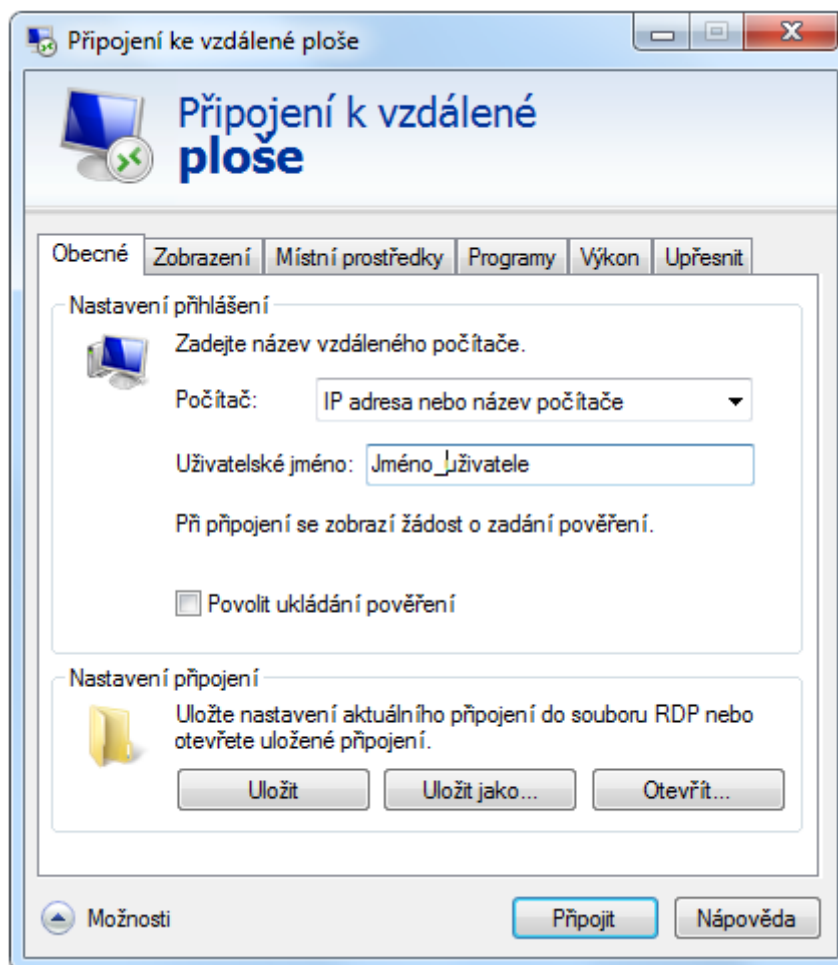 Připojení ke vzdálené ploše
Připojení k vzdálené
ploše
Obecné Zobrazení Místní prostředky Programy Výkon Upřesnit
Nastavení přihlášení
Zadejte název vzdáleného počítače.
Počítač: IP adresa nebo název počítače
Uživatelské jméno: Jméno_uživatele
Při připojení se zobrazí žádost o zadání pověření.
Povolit ukládání pověření
Nastavení připojení
Uložte nastavení aktuálního připojení do souboru RDP nebo
otevřete uložené připojení.
Uložit Uložit jako... Otevřít...
Možnosti Připojit Nápověda